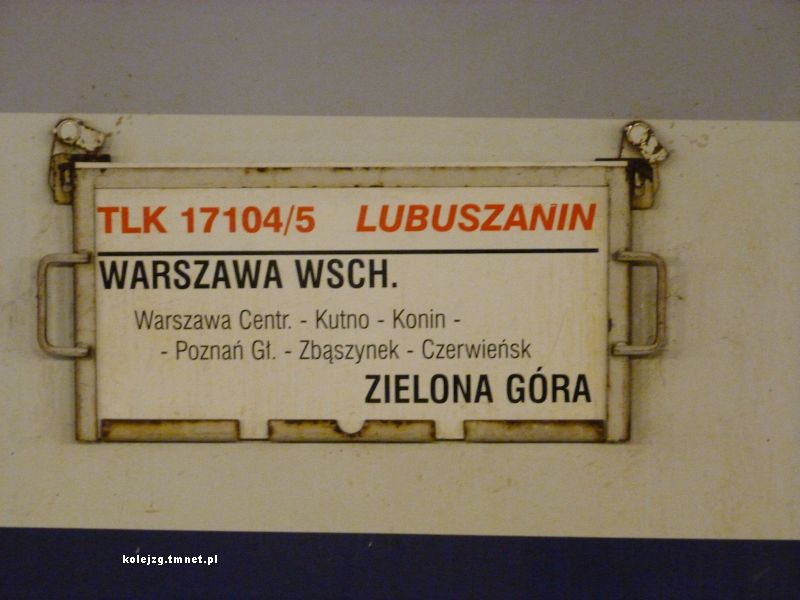 TLK 17104/5 LUBUSZANIN
WARSZAWA WSCH.
Warszawa Centr. - Kutno - Konin -
- Poznań Gł. - Zbąszynek - Czerwieńsk
ZIELONA GÓRA
kolejzg.tmnet.pl